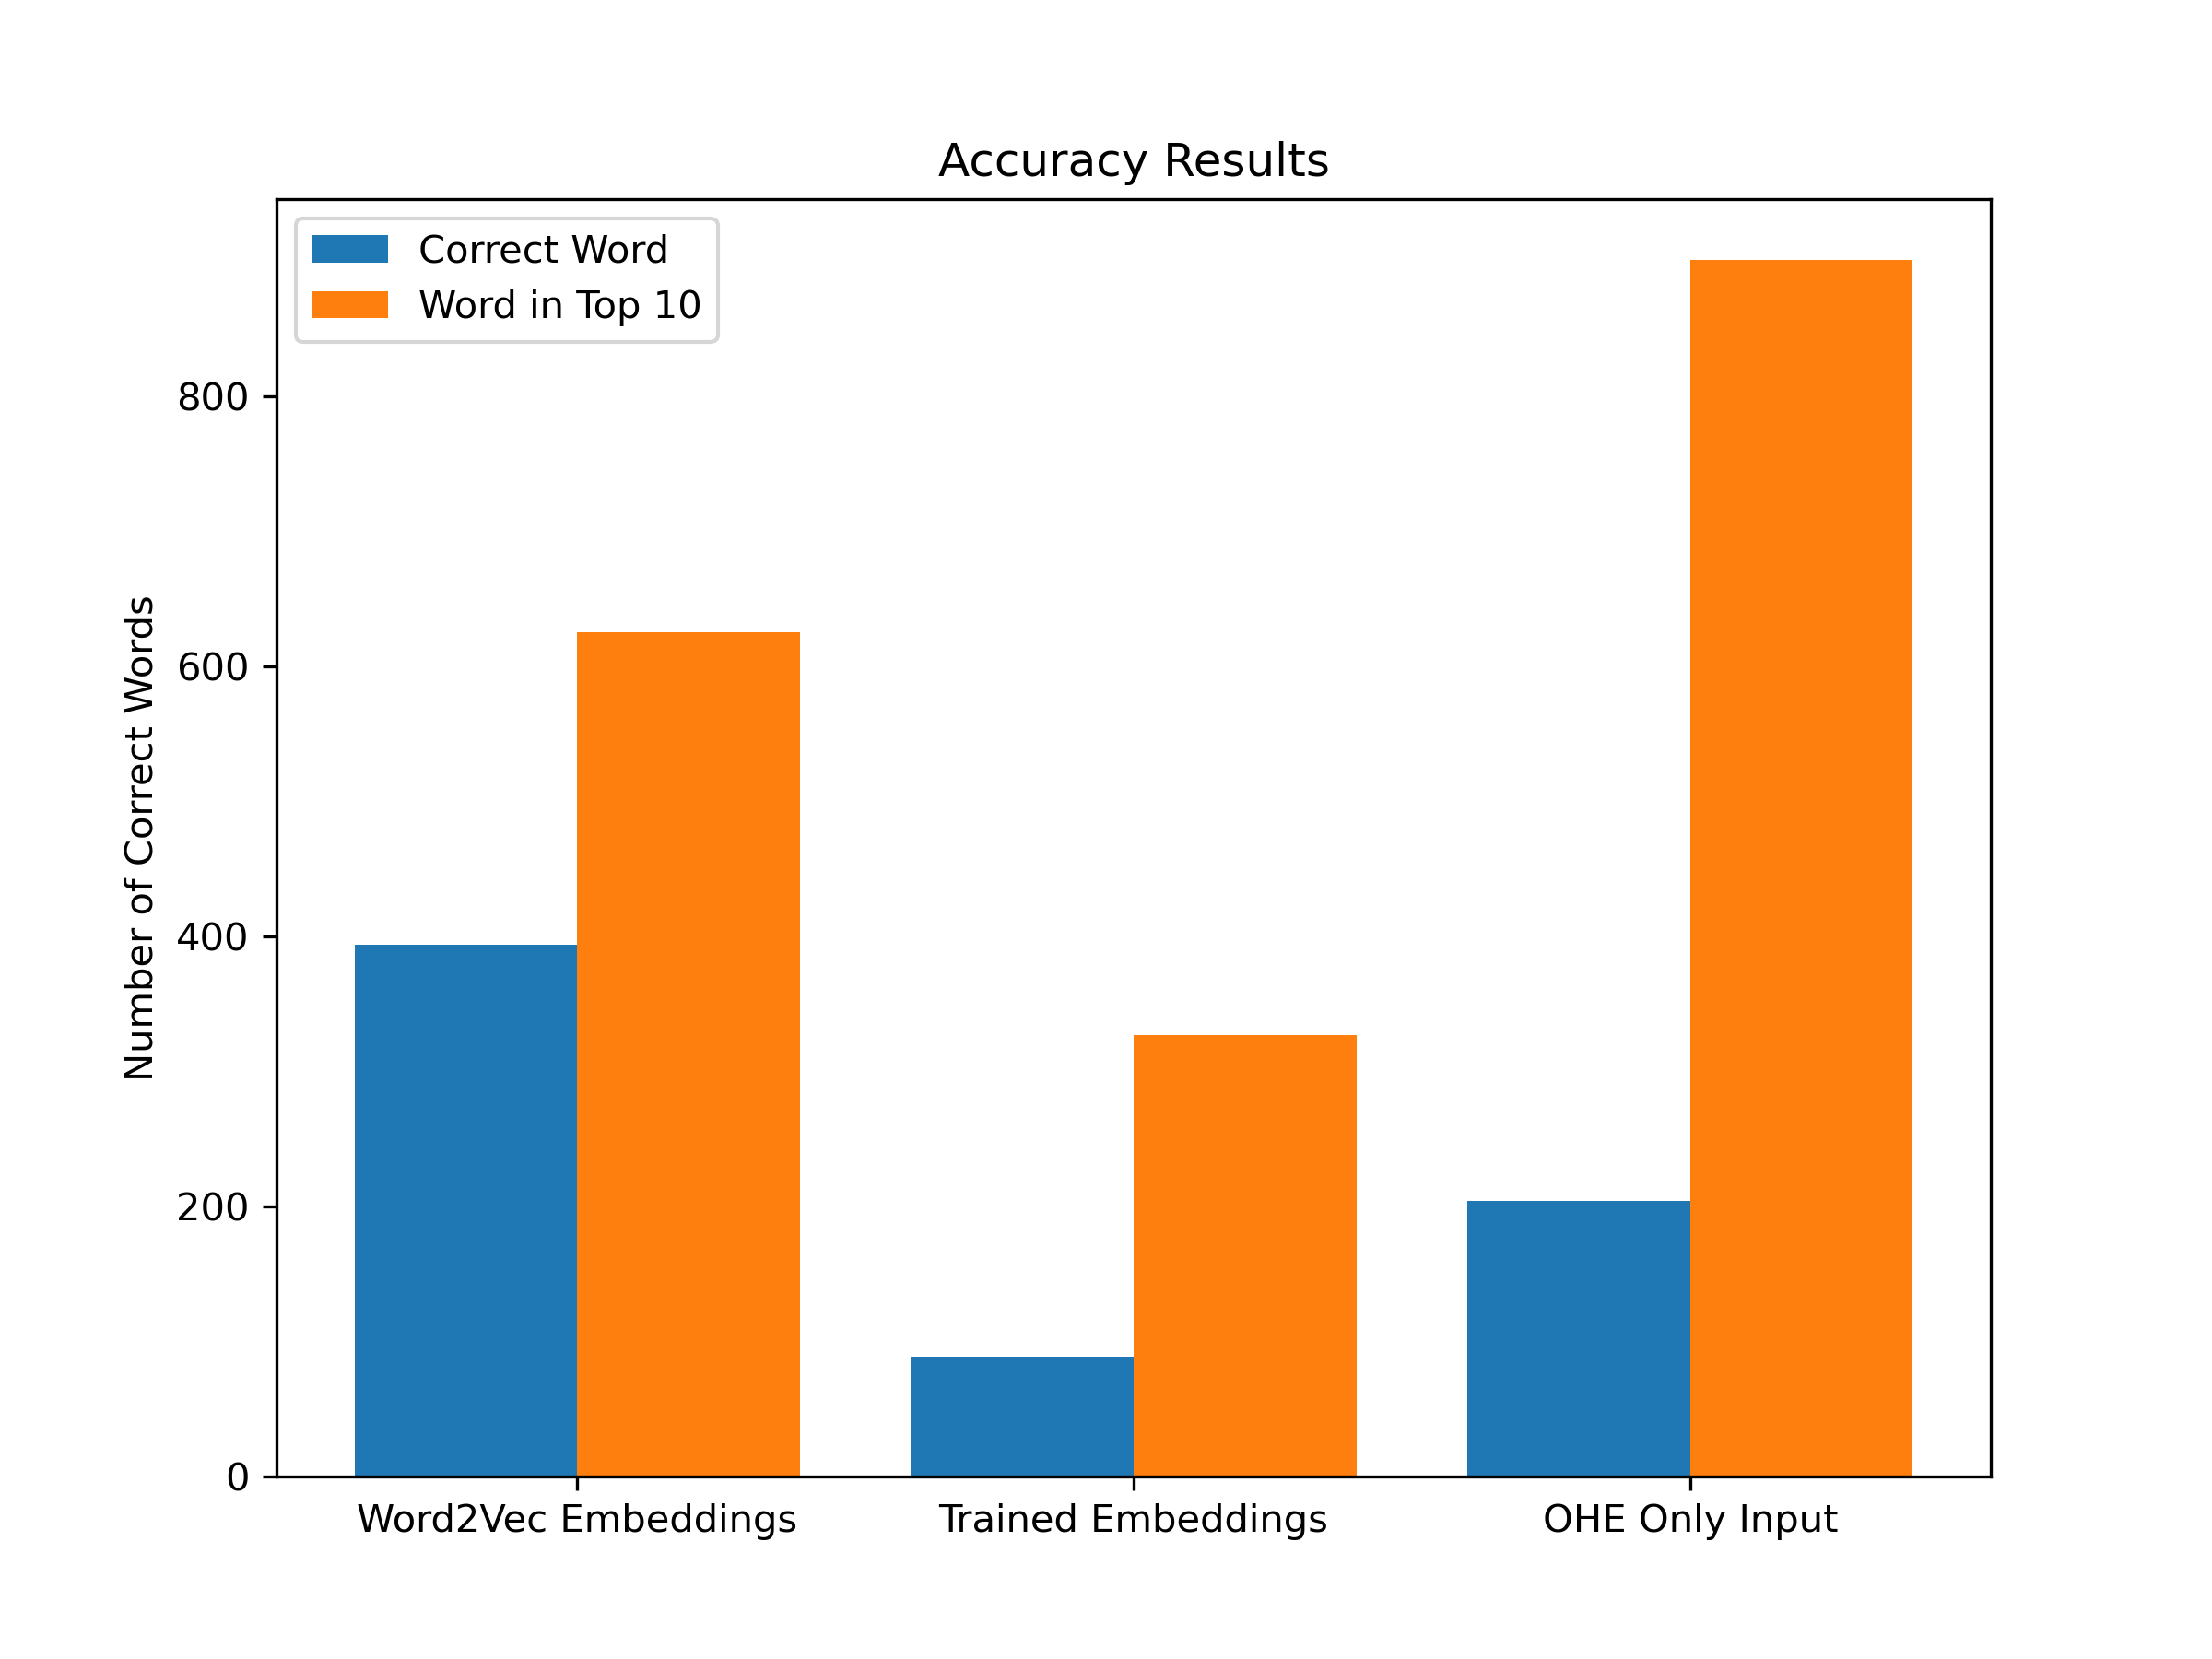 Accuracy Results
Correct Word
Word in Top 10
Number of Correct Words
800
600
400
200
0
Word2Vec Embeddings
Trained Embeddings
OHE Only Input